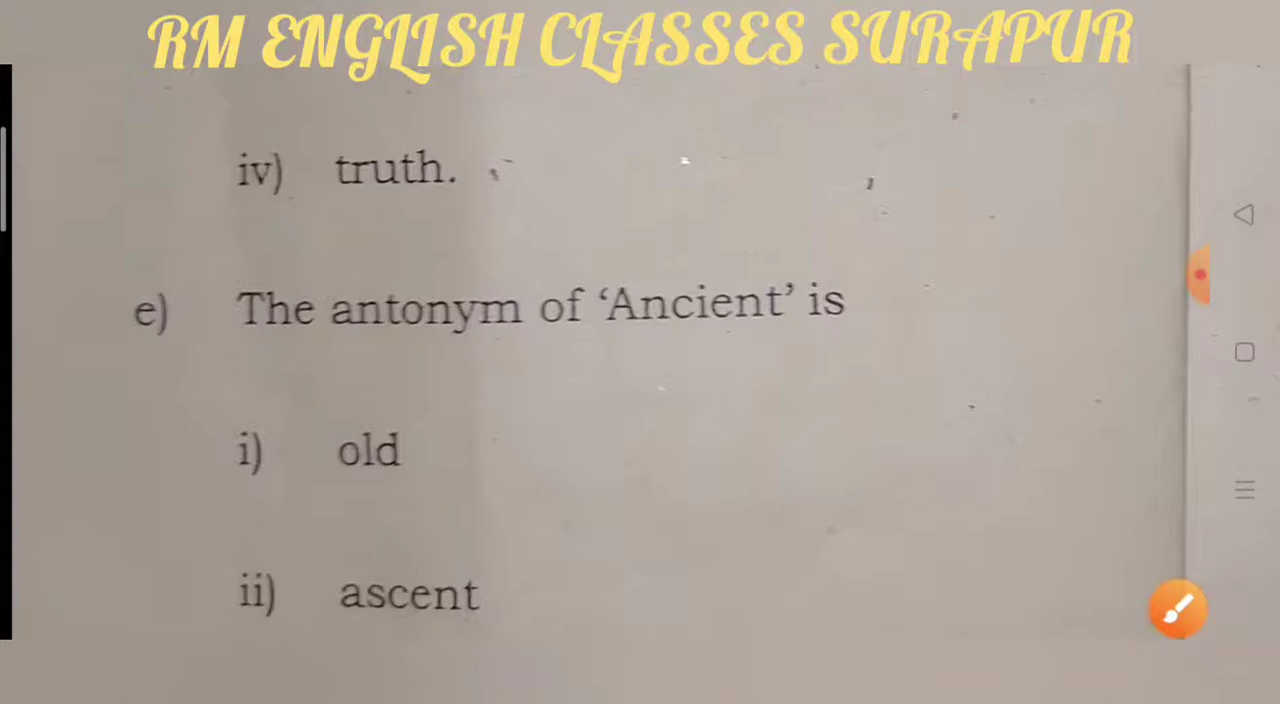 RM ENGLISH CLASSES SURAPUR
iv) truth.
e) The antonym of ‘Ancient’ is
i) old
ii) ascent